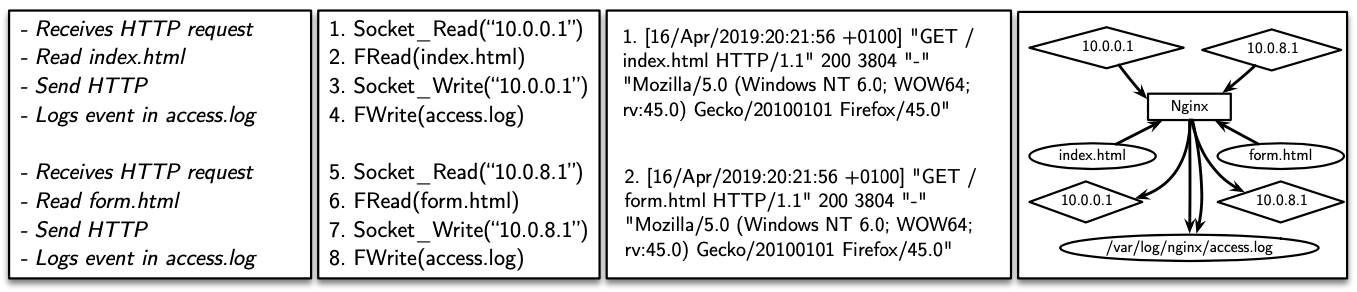 - Receives HTTP request
- Read index.html
- Send HTTP
- Logs event in access.log
- Receives HTTP request
- Read form.html
- Send HTTP
- Logs event in access.log
1. Socket_Read(“10.0.0.1”)
2. FRead(index.html)
3. Socket_Write(“10.0.0.1”)
4. FWrite(access.log)
5. Socket_Read(“10.0.8.1”)
6. FRead(form.html)
7. Socket_Write(“10.0.8.1”)
8. FWrite(access.log)
1. [16/Apr/2019:20:21:56 +0100] "GET /
index.html HTTP/1.1" 200 3804 "-"
"Mozilla/5.0 (Windows NT 6.0; WOW64;
rv:45.0) Gecko/20100101 Firefox/45.0"
2. [16/Apr/2019:20:21:56 +0100] "GET /
form.html HTTP/1.1" 200 3804 "-"
"Mozilla/5.0 (Windows NT 6.0; WOW64;
rv:45.0) Gecko/20100101 Firefox/45.0"
10.0.0.1
10.0.8.1
Nginx
index.html
form.html
10.0.0.1
10.0.8.1
/var/log/nginx/access.log